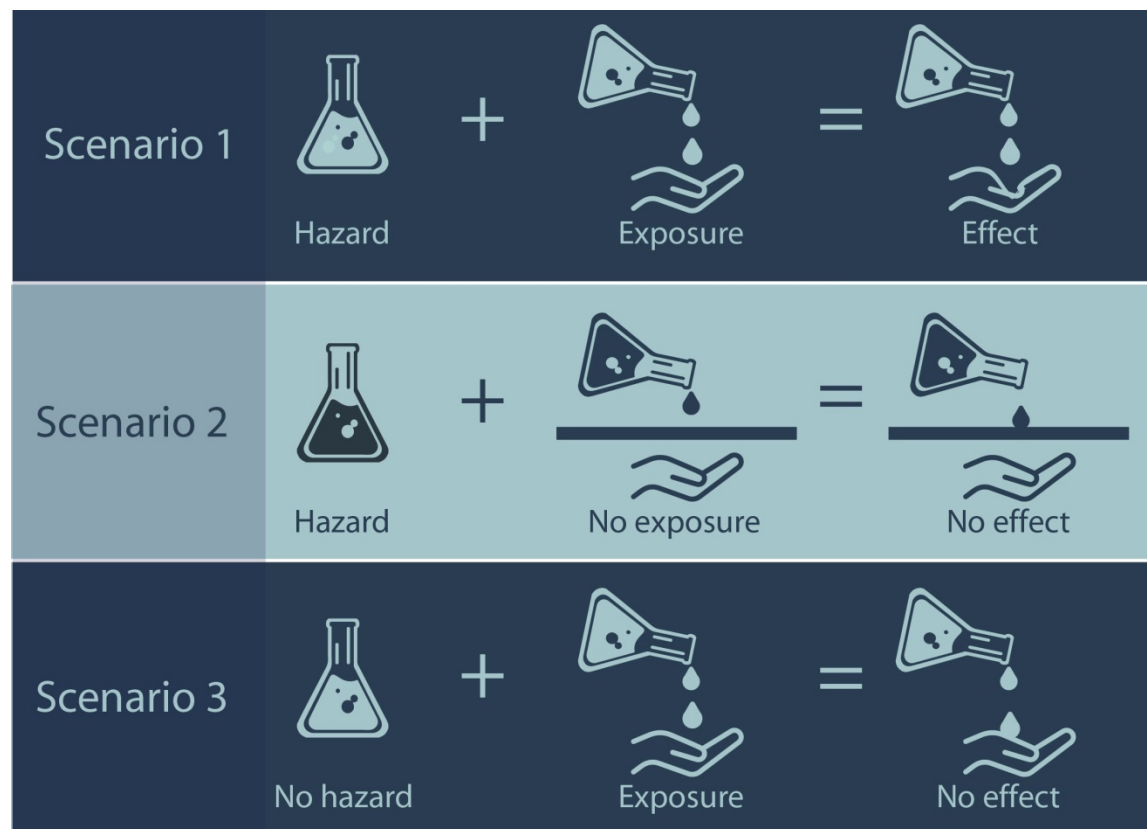 Scenario 1
+
=
Hazard
Exposure
Effect
Scenario 2
+
=
Hazard
No exposure
No effect
Scenario 3
+
=
No hazard
Exposure
No effect